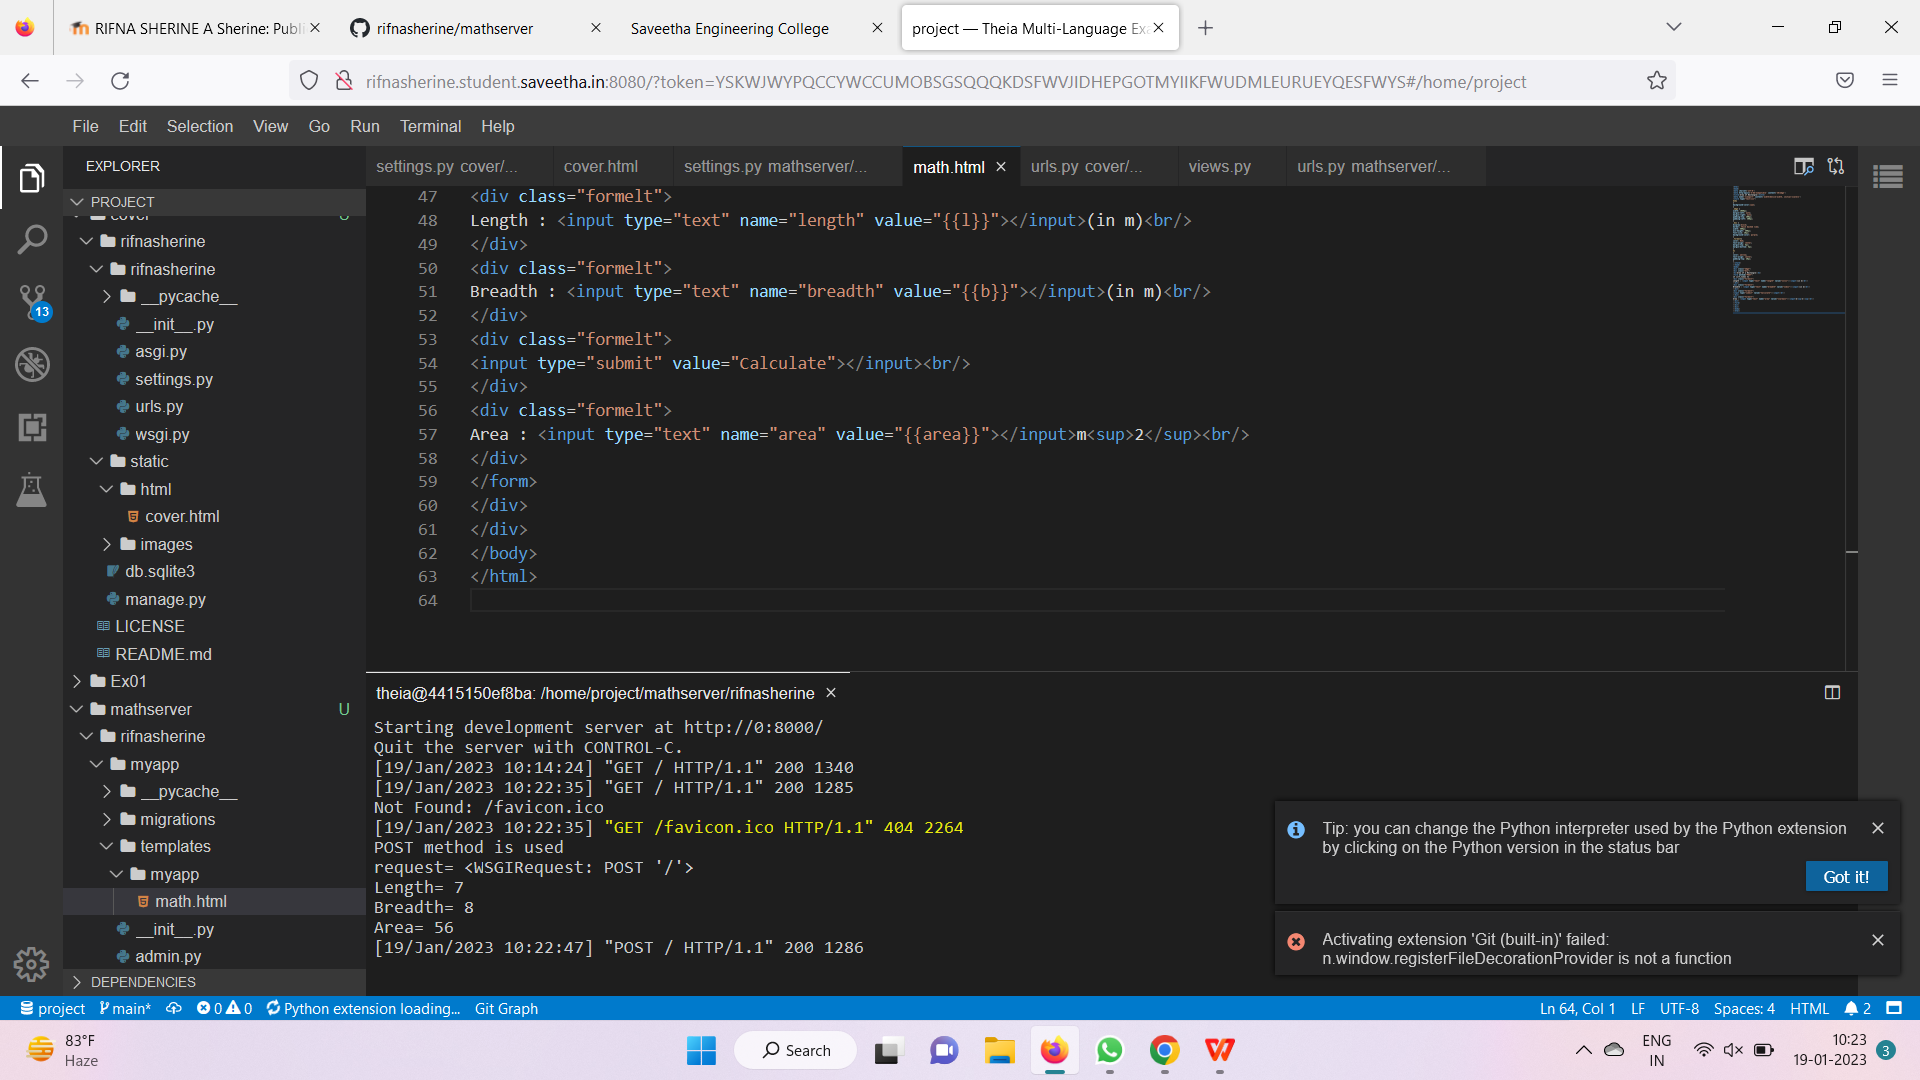 RIFNA SHERINE A Sherine: Publi
rifnasherine/mathserver
Saveetha Engineering College
project — Theia Multi-Language Ex
rifnasherine.student.saveetha.in:8080/?token=YSKWJWYPQCCYWCCUMOBSGSQQQKDSFWVJIDHEPGOTMYIIKFWUDMLEURUEYQESFWYS#/home/project
File Edit Selection View Go Run Terminal Help
EXPLORER
PROJECT
cover U
rifnasherine
rifnasherine
__pycache__
__init__.py
asgi.py
settings.py
urls.py
wsgi.py
static
html
cover.html
images
db.sqlite3
manage.py
LICENSE
README.md
Ex01
mathserver U
rifnasherine
myapp
__pycache__
migrations
templates
myapp
math.html
__init__.py
admin.py
DEPENDENCIES
13
settings.py cover/... cover.html settings.py mathserver/... math.html urls.py cover/... views.py urls.py mathserver/...
47 <div class="formelt">
48 Length : <input type="text" name="length" value="{{l}}"></input>(in m)<br/>
49 </div>
50 <div class="formelt">
51 Breadth : <input type="text" name="breadth" value="{{b}}"></input>(in m)<br/>
52 </div>
53 <div class="formelt">
54 <input type="submit" value="Calculate"></input><br/>
55 </div>
56 <div class="formelt">
57 Area : <input type="text" name="area" value="{{area}}"></input>m<sup>2</sup><br/>
58 </div>
59 </form>
60 </div>
61 </div>
62 </body>
63 </html>
64
theia@4415150ef8ba: /home/project/mathserver/rifnasherine
Starting development server at http://0:8000/
Quit the server with CONTROL-C.
[19/Jan/2023 10:14:24] "GET / HTTP/1.1" 200 1340
[19/Jan/2023 10:22:35] "GET / HTTP/1.1" 200 1285
Not Found: /favicon.ico
[19/Jan/2023 10:22:35] "GET /favicon.ico HTTP/1.1" 404 2264
POST method is used
request= <WSGIRequest: POST '/'>
Length= 7
Breadth= 8
Area= 56
[19/Jan/2023 10:22:47] "POST / HTTP/1.1" 200 1286
Tip: you can change the Python interpreter used by the Python extension
by clicking on the Python version in the status bar
Got it!
Activating extension 'Git (built-in)' failed:
n.window.registerFileDecorationProvider is not a function
project main* 0 0 Python extension loading... Git Graph
Ln 64, Col 1 LF UTF-8 Spaces: 4 HTML 2
83°F
Haze
Search
ENG
IN
10:23
19-01-2023
3